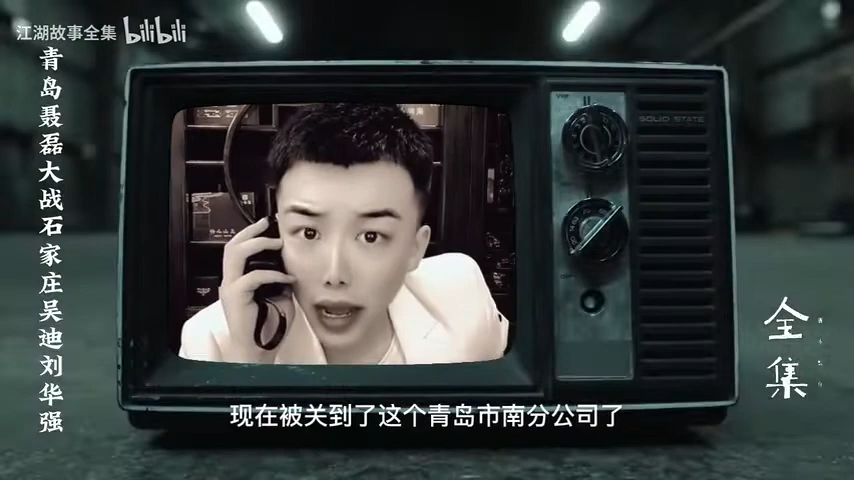 江湖故事全集 bilibili
青岛聂磊大战石家庄吴迪刘华强
SOLID STATE
全集
现在被关到了这个青岛市南分公司了